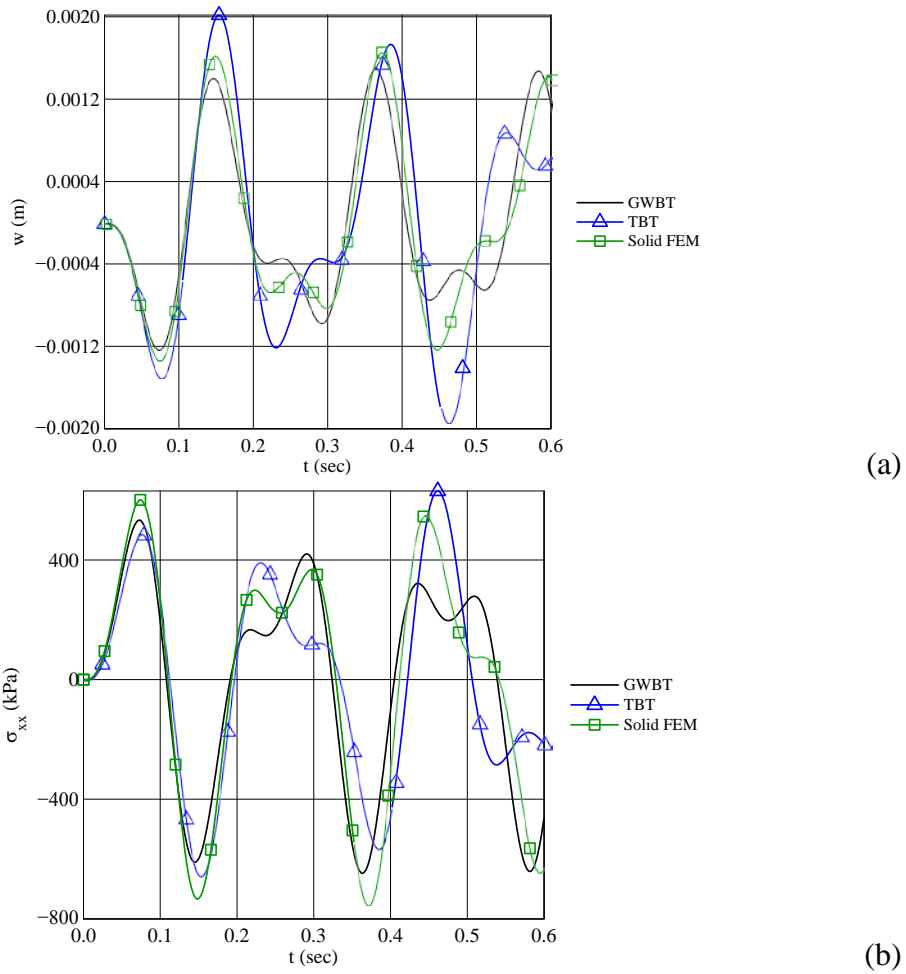 0.0020
0.0012
0.0004
−0.0004
−0.0012
−0.0020
w (m)
0.0 0.1 0.2 0.3 0.4 0.5 0.6
t (sec)
GWBT
TBT
Solid FEM
(a)
400
0
−400
−800
σxx (kPa)
0.0 0.1 0.2 0.3 0.4 0.5 0.6
t (sec)
GWBT
TBT
Solid FEM
(b)